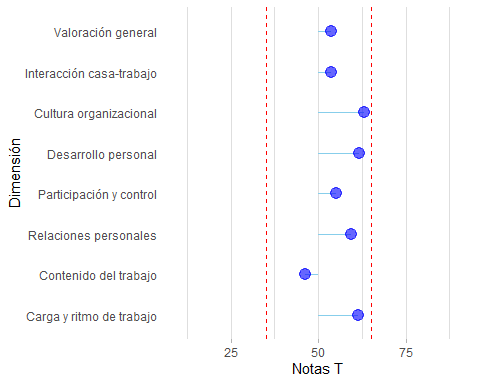 Valoración general
Interacción casa-trabajo
Cultura organizacional
Desarrollo personal
Participación y control
Relaciones personales
Contenido del trabajo
Carga y ritmo de trabajo
Dimensión
25 50 75
Notas T